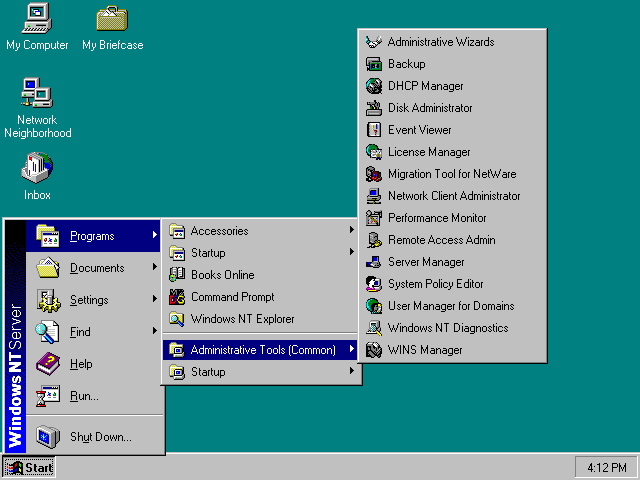 My Computer
My Briefcase
Network
Neighborhood
Inbox
Windows NT Server
Programs
Documents
Settings
Find
Help
Run...
Shut Down...
Accessories
Startup
Books Online
Command Prompt
Windows NT Explorer
Administrative Tools (Common)
Startup
Administrative Wizards
Backup
DHCP Manager
Disk Administrator
Event Viewer
License Manager
Migration Tool for NetWare
Network Client Administrator
Performance Monitor
Remote Access Admin
Server Manager
System Policy Editor
User Manager for Domains
Windows NT Diagnostics
WINS Manager
Start
4:12 PM